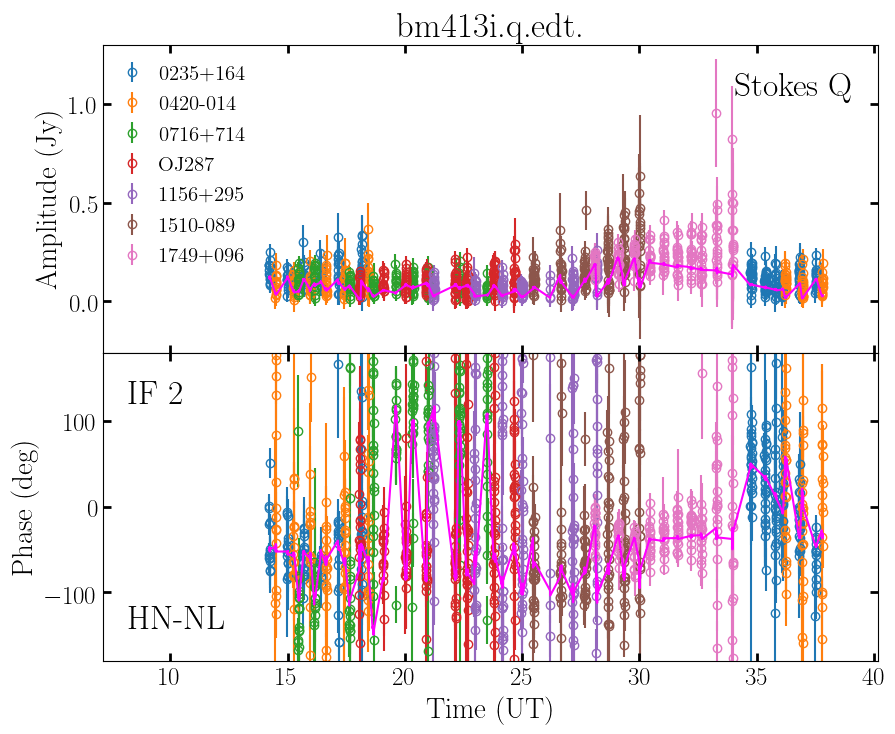 bm413i.q.edt.
Stokes Q
0235+164
0420-014
0716+714
OJ287
1156+295
1510-089
1749+096
Amplitude (Jy)
1.0
0.5
0.0
IF 2
HN-NL
Phase (deg)
100
0
−100
10 15 20 25 30 35 40
Time (UT)